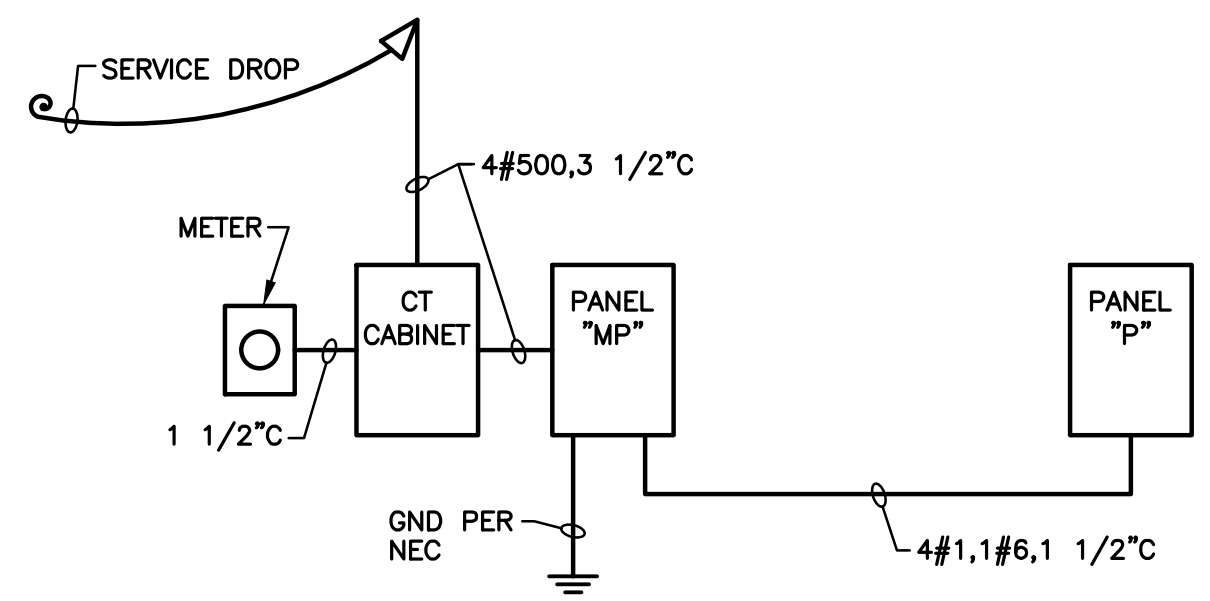 SERVICE DROP
4#500,3 1/2"C
METER
CT
CABINET
PANEL
"MP"
PANEL
"P"
1 1/2"C
GND PER
NEC
4#1,1#6,1 1/2"C